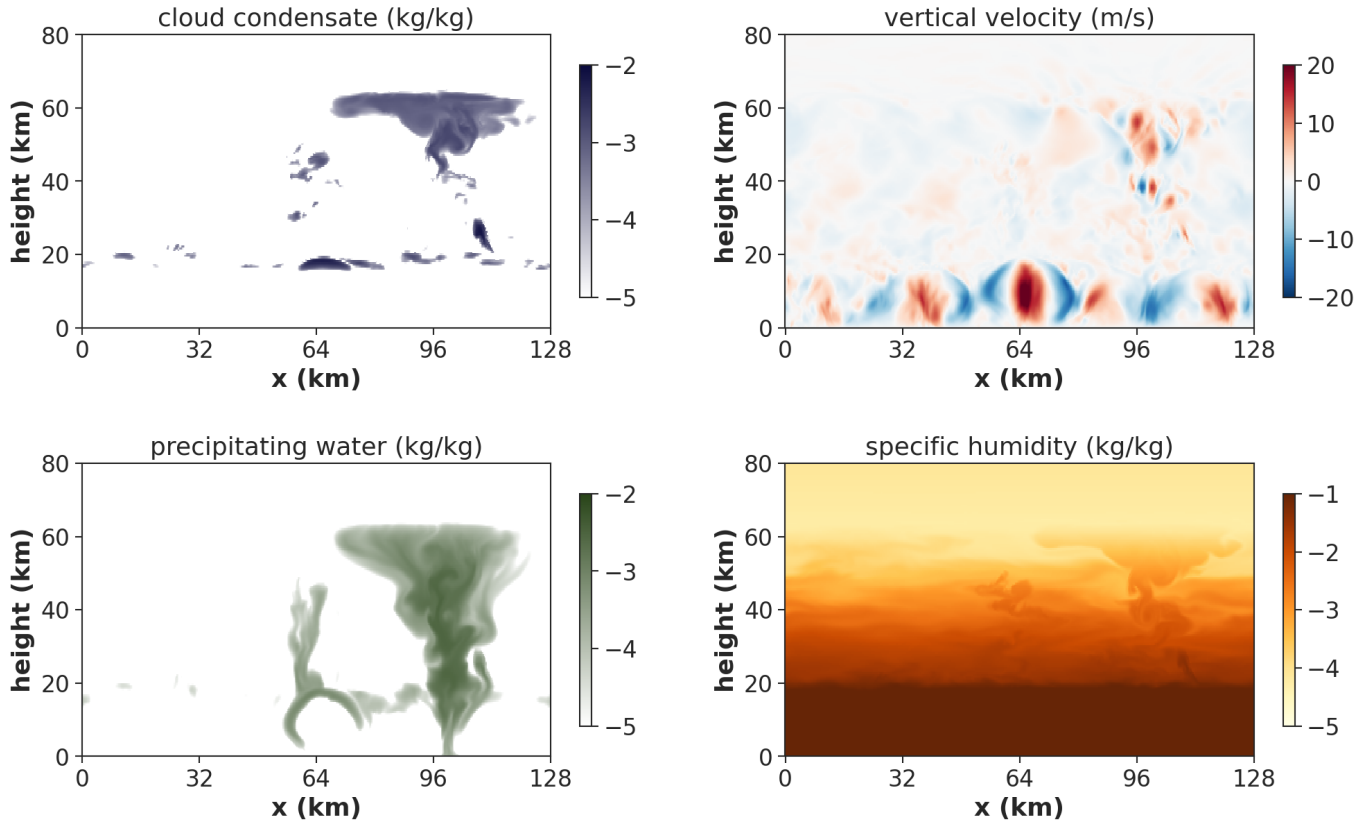 cloud condensate (kg/kg)
80
60
40
20
0
height (km)
0 32 64 96 128
x (km)
−2
−3
−4
−5
vertical velocity (m/s)
80
60
40
20
0
height (km)
0 32 64 96 128
x (km)
20
10
0
−10
−20
precipitating water (kg/kg)
80
60
40
20
0
height (km)
0 32 64 96 128
x (km)
−2
−3
−4
−5
specific humidity (kg/kg)
80
60
40
20
0
height (km)
0 32 64 96 128
x (km)
−1
−2
−3
−4
−5